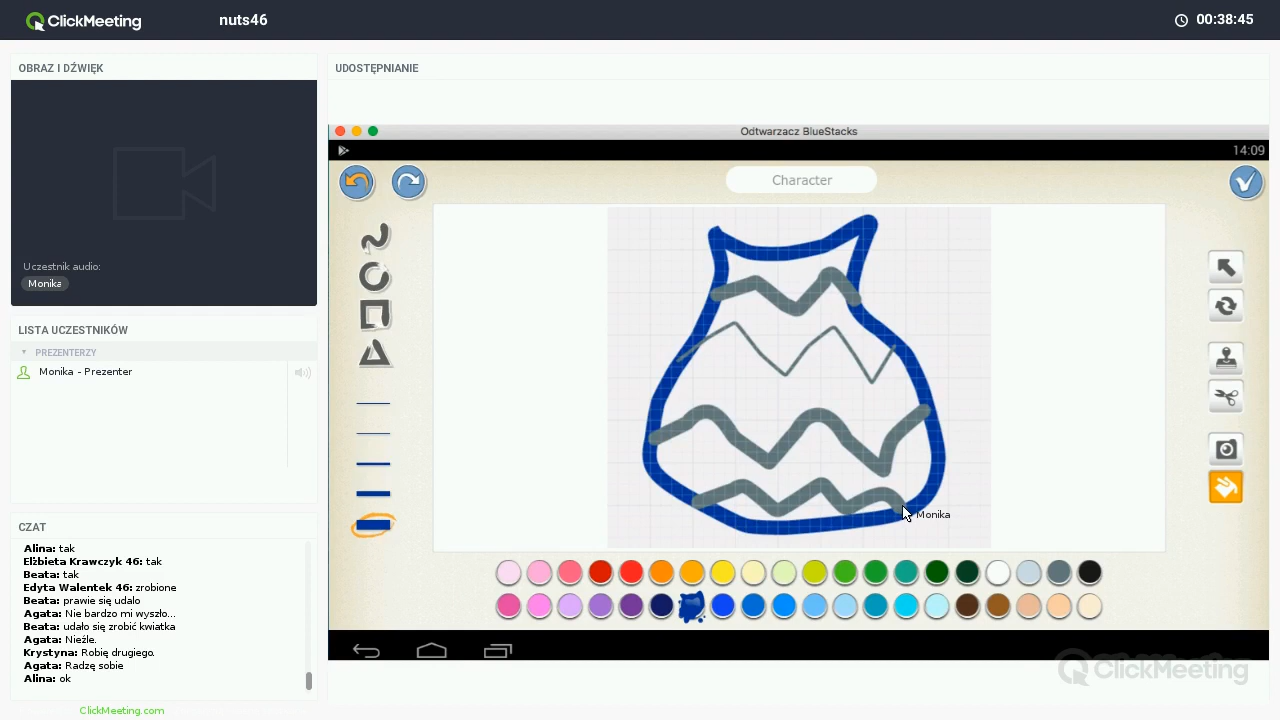 ClickMeeting
nuts46
00:38:45
OBRAZ I DŹWIĘK
Uczestnik audio:
Monika
LISTA UCZESTNIKÓW
PREZENTERZY
Monika - Prezenter
CZAT
Alina: tak
Elżbieta Krawczyk 46: tak
Beata: tak
Edyta Walentek 46: zrobione
Beata: prawie się udalo
Agata: Nie bardzo mi wyszło...
Beata: udało się zrobić kwiatka
Agata: Nieźle.
Krystyna: Robię drugiego.
Agata: Radzę sobie
Alina: ok
ClickMeeting.com
UDOSTĘPNIANIE
Odtwarzacz BlueStacks
14:09
Character
Monika
ClickMeeting